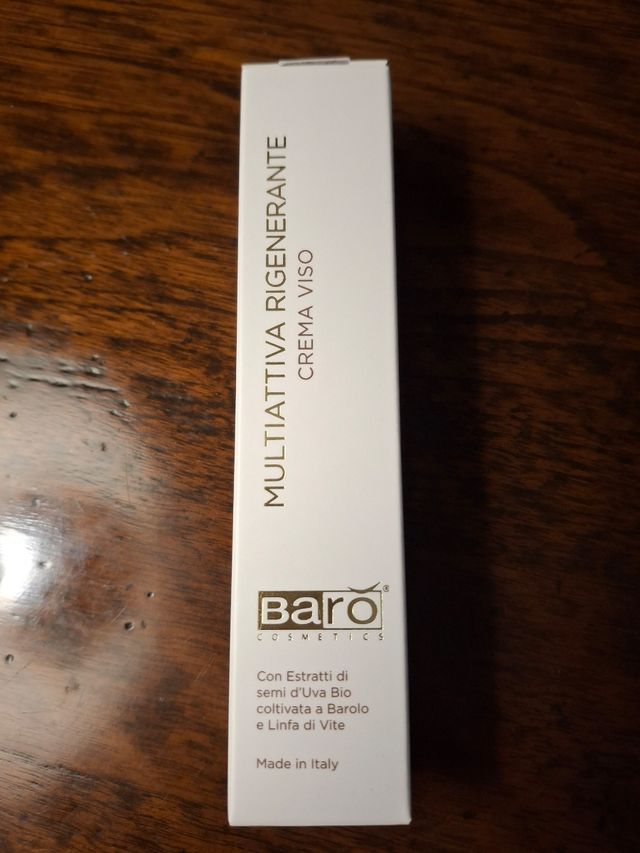 MULTIATTIVA RIGENERANTE
CREMA VISO
Barò®
COSMETICS
Con Estratti di
semi d'Uva Bio
coltivata a Barolo
e Linfa di Vite
Made in Italy